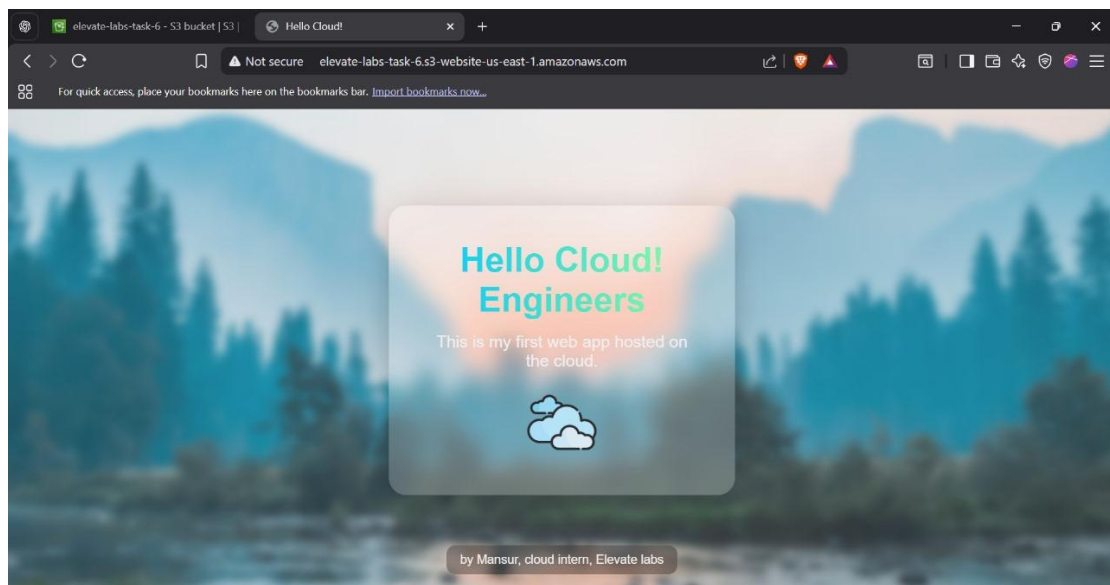 elevate-labs-task-6 - S3 bucket | S3 |
Hello Cloud!
Not secure elevate-labs-task-6.s3-website-us-east-1.amazonaws.com
For quick access, place your bookmarks here on the bookmarks bar. Import bookmarks now...
Hello Cloud!
Engineers
This is my first web app hosted on
the cloud.
by Mansur, cloud intern, Elevate labs